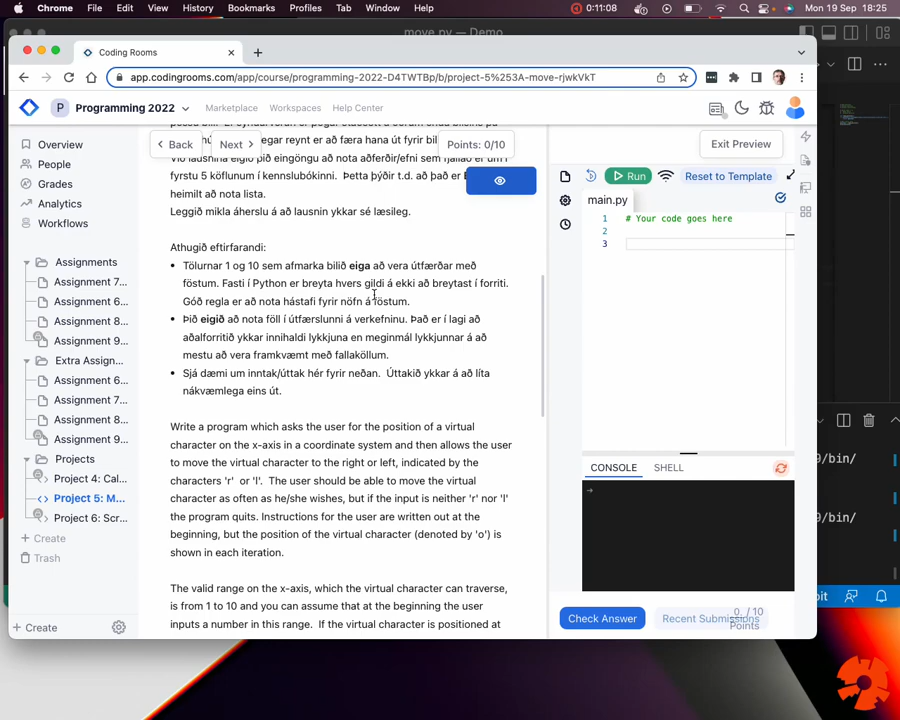 Chrome File Edit View History Bookmarks Profiles Tab Window Help 0:11:08 Mon 19 Sep 18:25
move.py — Demo
Coding Rooms
app.codingrooms.com/app/course/programming-2022-D4TWTBp/b/project-5%253A-move-rjwkVkT
P Programming 2022 Marketplace Workspaces Help Center
Back Next Points: 0/10 Exit Preview
Overview
People
Grades
Analytics
Workflows
Assignments
Assignment 7...
Assignment 6...
Assignment 9...
Extra Assign...
Assignment 6...
Assignment 7...
Assignment 8...
Assignment 9...
Projects
Project 4: Cal...
Project 5: M...
Project 6: Scr...
Create
Trash
Create
fyrstu 5 köflunum í kennslubókinni. Þetta þýðir t.d. að það er
heimilt að nota lista.
Leggið mikla áherslu á að lausnin ykkar sé læsileg.
Athugið eftirfarandi:
• Tölurnar 1 og 10 sem afmarka bilið eiga að vera útfærðar með
föstum. Fasti í Python er breyta hvers gildi á ekki að breytast í forriti.
Góð regla er að nota hástafi fyrir nöfn á föstum.
• Þið eigið að nota föll í útfærslunni á verkefninu. Það er í lagi að
aðalforritið ykkar innihaldi lykkjuna en meginmál lykkjunnar á að
mestu að vera framkvæmt með fallaköllum.
• Sjá dæmi um inntak/úttak hér fyrir neðan. Úttakið ykkar á að líta
nákvæmlega eins út.
Write a program which asks the user for the position of a virtual
character on the x-axis in a coordinate system and then allows the user
to move the virtual character to the right or left, indicated by the
characters 'r' or 'l'. The user should be able to move the virtual
character as often as he/she wishes, but if the input is neither 'r' nor 'l'
the program quits. Instructions for the user are written out at the
beginning, but the position of the virtual character (denoted by 'o') is
shown in each iteration.
The valid range on the x-axis, which the virtual character can traverse,
is from 1 to 10 and you can assume that at the beginning the user
inputs a number in this range. If the virtual character is positioned at
Run Reset to Template
main.py
1 # Your code goes here
2
3
CONSOLE SHELL
Check Answer Recent Submissions 0 / 10
Points
9/bin/
9/bin/